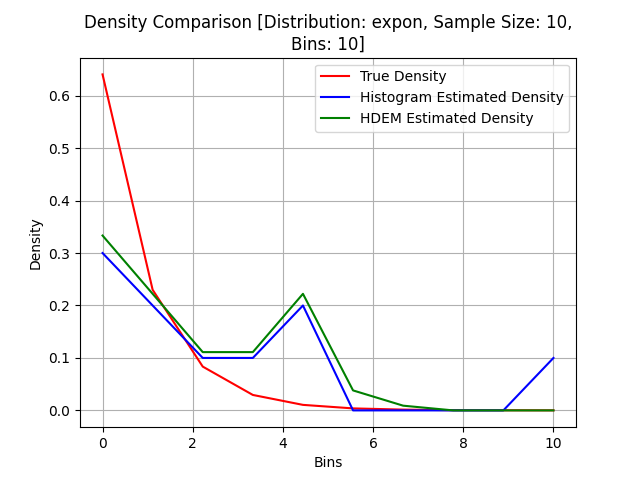 Density Comparison [Distribution: expon, Sample Size: 10,
Bins: 10]
True Density
Histogram Estimated Density
HDEM Estimated Density
Density
0.6
0.5
0.4
0.3
0.2
0.1
0.0
0 2 4 6 8 10
Bins